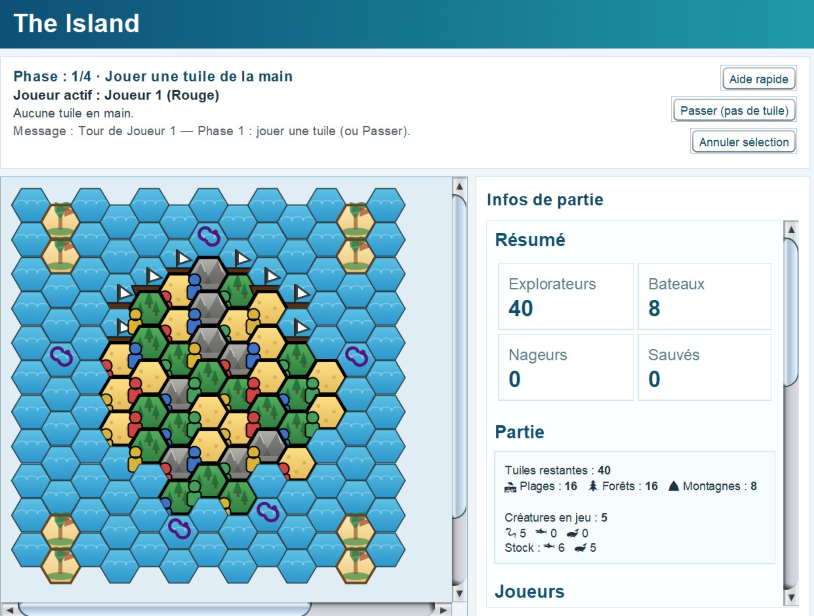 The Island
Phase : 1/4 · Jouer une tuile de la main
Joueur actif : Joueur 1 (Rouge)
Aucune tuile en main.
Message : Tour de Joueur 1 — Phase 1 : jouer une tuile (ou Passer).
Aide rapide
Passer (pas de tuile)
Annuler sélection
Infos de partie
Résumé
Explorateurs
40
Bateaux
8
Nageurs
0
Sauvés
0
Partie
Tuiles restantes : 40
Plages : 16 Forêts : 16 Montagnes : 8
Créatures en jeu : 5
5 0 0
Stock : 6 5
Joueurs